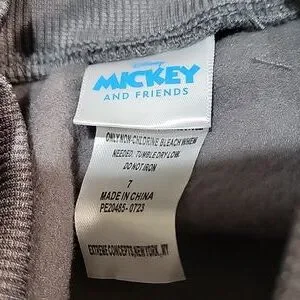 Disney
MICKEY
AND FRIENDS
ONLY NON-CHLORINE BLEACH WHEN
NEEDED. TUMBLE DRY LOW.
DO NOT IRON
7
MADE IN CHINA
PE20485-0723
EXTREME CONCEPTS, NEW YORK, NY